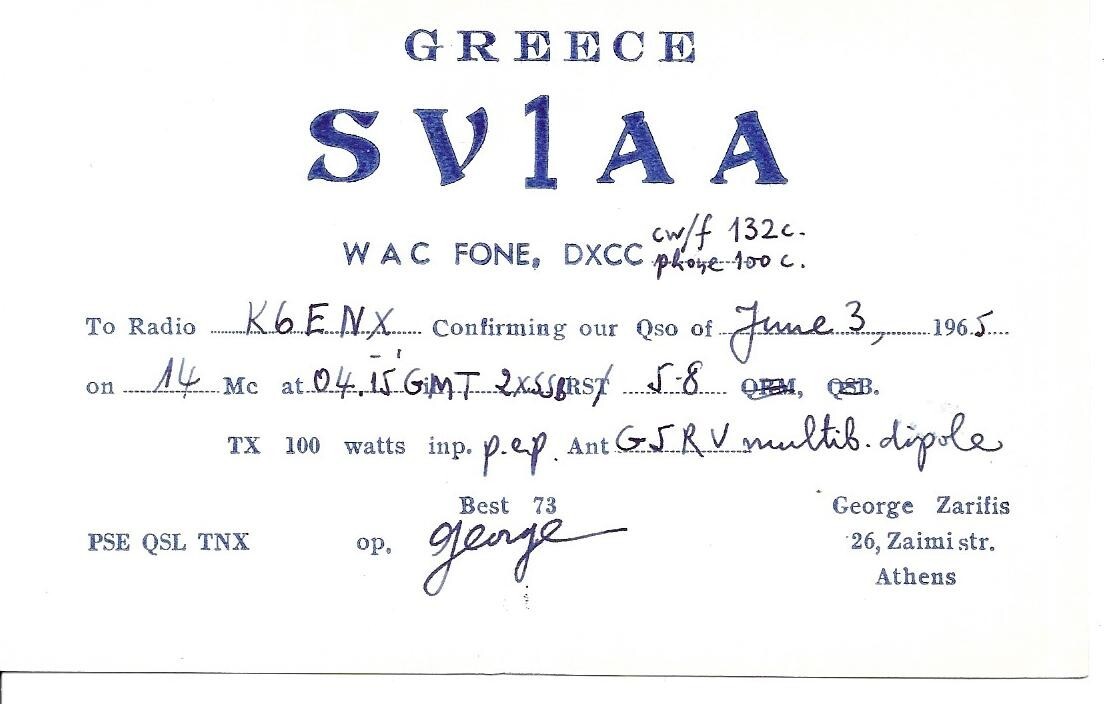 GREECE
SV1AA
WAC FONE, DXCC cw/f 132c.
phone 100 c.
To Radio K6ENX Confirming our Qso of June 3, 1965
on 14 Mc at 04.15 GMT 2XSSB RST 5-8 QRM, QSB.
TX 100 watts inp. p.e.p. Ant G5RV multib. dipole
Best 73
George Zarifis
PSE QSL TNX op. george
26, Zaimi str.
Athens